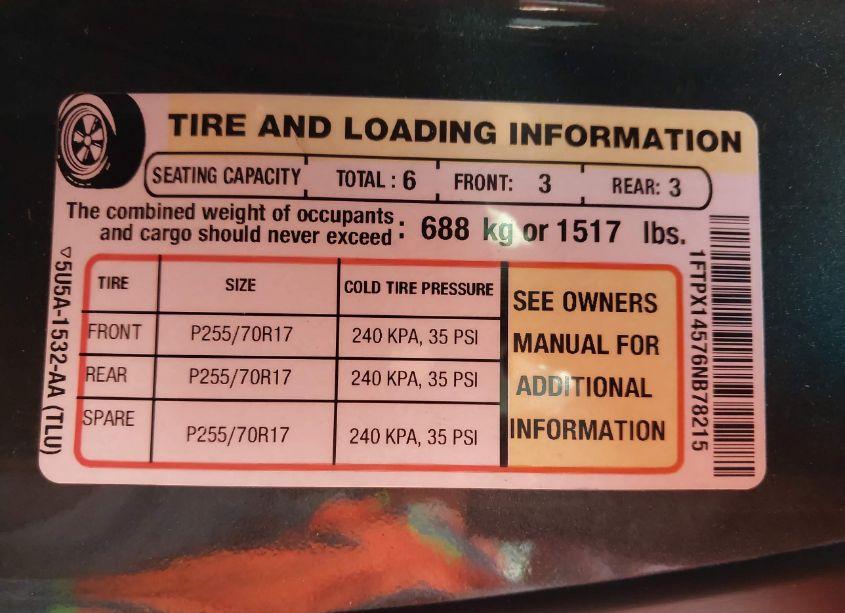 TIRE AND LOADING INFORMATION
SEATING CAPACITY TOTAL : 6 FRONT: 3 REAR: 3
The combined weight of occupants
and cargo should never exceed : 688 kg or 1517 lbs.
TIRE SIZE COLD TIRE PRESSURE
FRONT P255/70R17 240 KPA, 35 PSI
REAR P255/70R17 240 KPA, 35 PSI
SPARE P255/70R17 240 KPA, 35 PSI
SEE OWNERS
MANUAL FOR
ADDITIONAL
INFORMATION
5U5A-1532-AA (TLU)
1FTPX14576NB78215